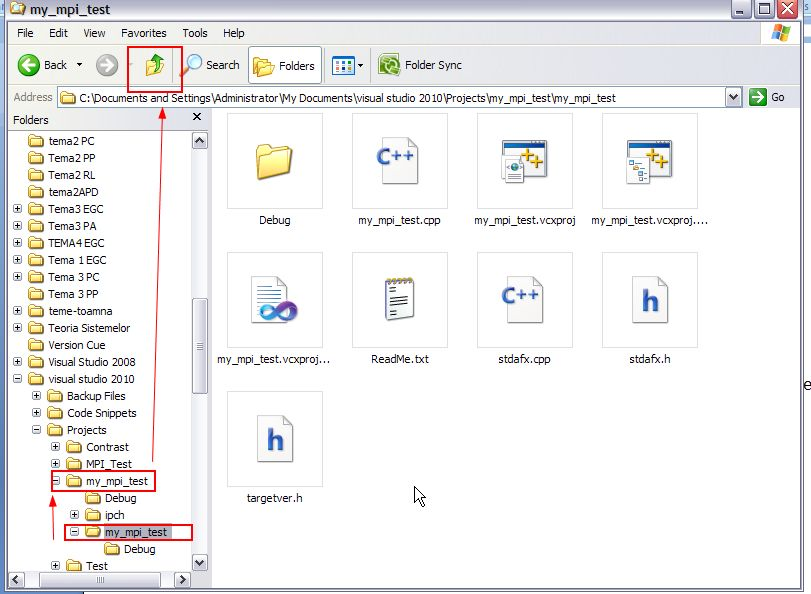 my_mpi_test
File Edit View Favorites Tools Help
Back Search Folders Folder Sync
Address C:\Documents and Settings\Administrator\My Documents\visual studio 2010\Projects\my_mpi_test\my_mpi_test Go
Folders
tema2 PC
Tema2 PP
Tema2 RL
tema2APD
Tema3 EGC
Tema3 PA
TEMA4 EGC
Tema 1 EGC
Tema 3 PC
Tema 3 PP
teme-toamna
Teoria Sistemelor
Version Cue
Visual Studio 2008
visual studio 2010
Backup Files
Code Snippets
Projects
Contrast
MPI_Test
my_mpi_test
Debug
ipch
my_mpi_test
Debug
Test
C++
Debug my_mpi_test.cpp my_mpi_test.vcxproj my_mpi_test.vcxproj....
C++ h
my_mpi_test.vcxproj... ReadMe.txt stdafx.cpp stdafx.h
h
targetver.h